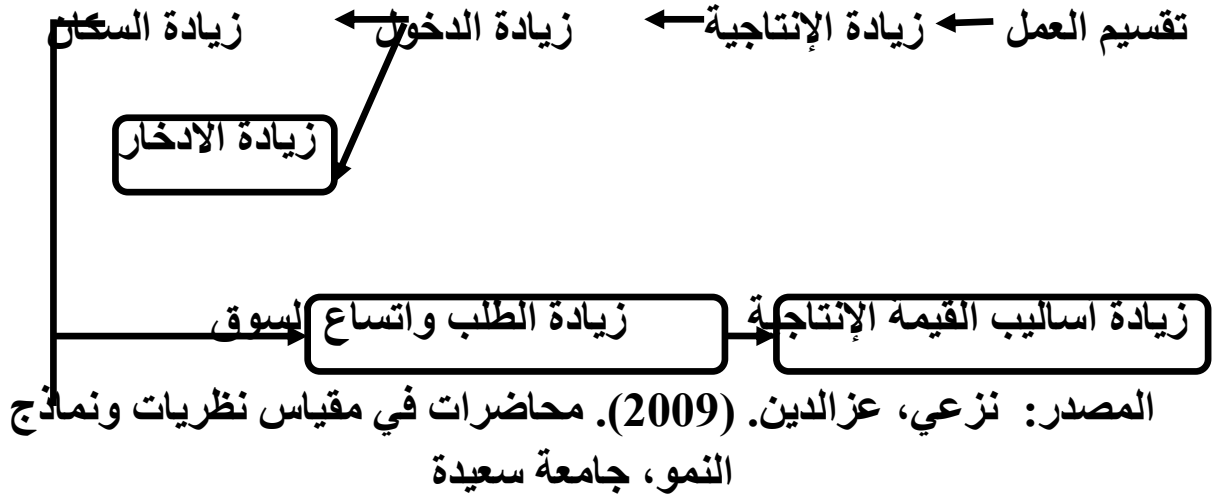 تقسيم العمل زيادة الإنتاجية زيادة الدخول زيادة السكان
زيادة الادخار
زيادة اساليب القيمة الإنتاجية زيادة الطلب واتساع السوق
المصدر: نزعي، عزالدين. (2009). محاضرات في مقياس نظريات ونماذج
النمو، جامعة سعيدة